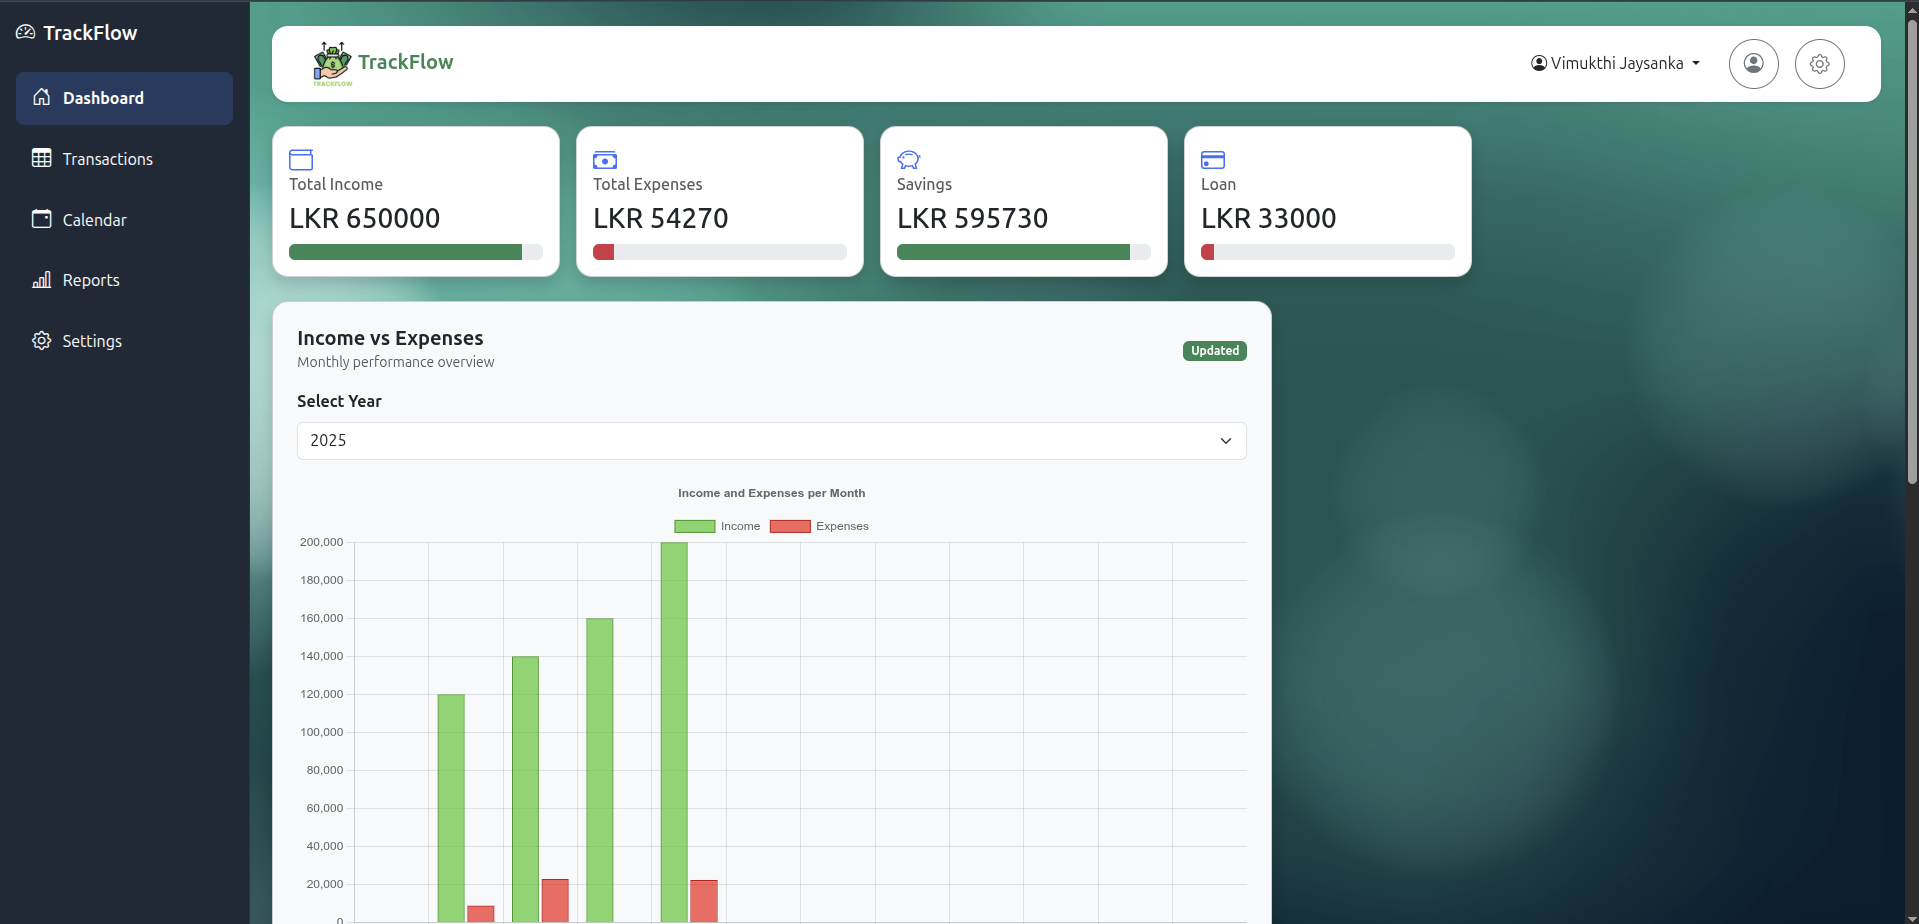 TrackFlow
Dashboard
Transactions
Calendar
Reports
Settings
TRACKFLOW
TrackFlow
Vimukthi Jaysanka
Total Income
LKR 650000
Total Expenses
LKR 54270
Savings
LKR 595730
Loan
LKR 33000
Income vs Expenses
Monthly performance overview
Updated
Select Year
2025
Income and Expenses per Month
Income
Expenses
200,000
180,000
160,000
140,000
120,000
100,000
80,000
60,000
40,000
20,000
0